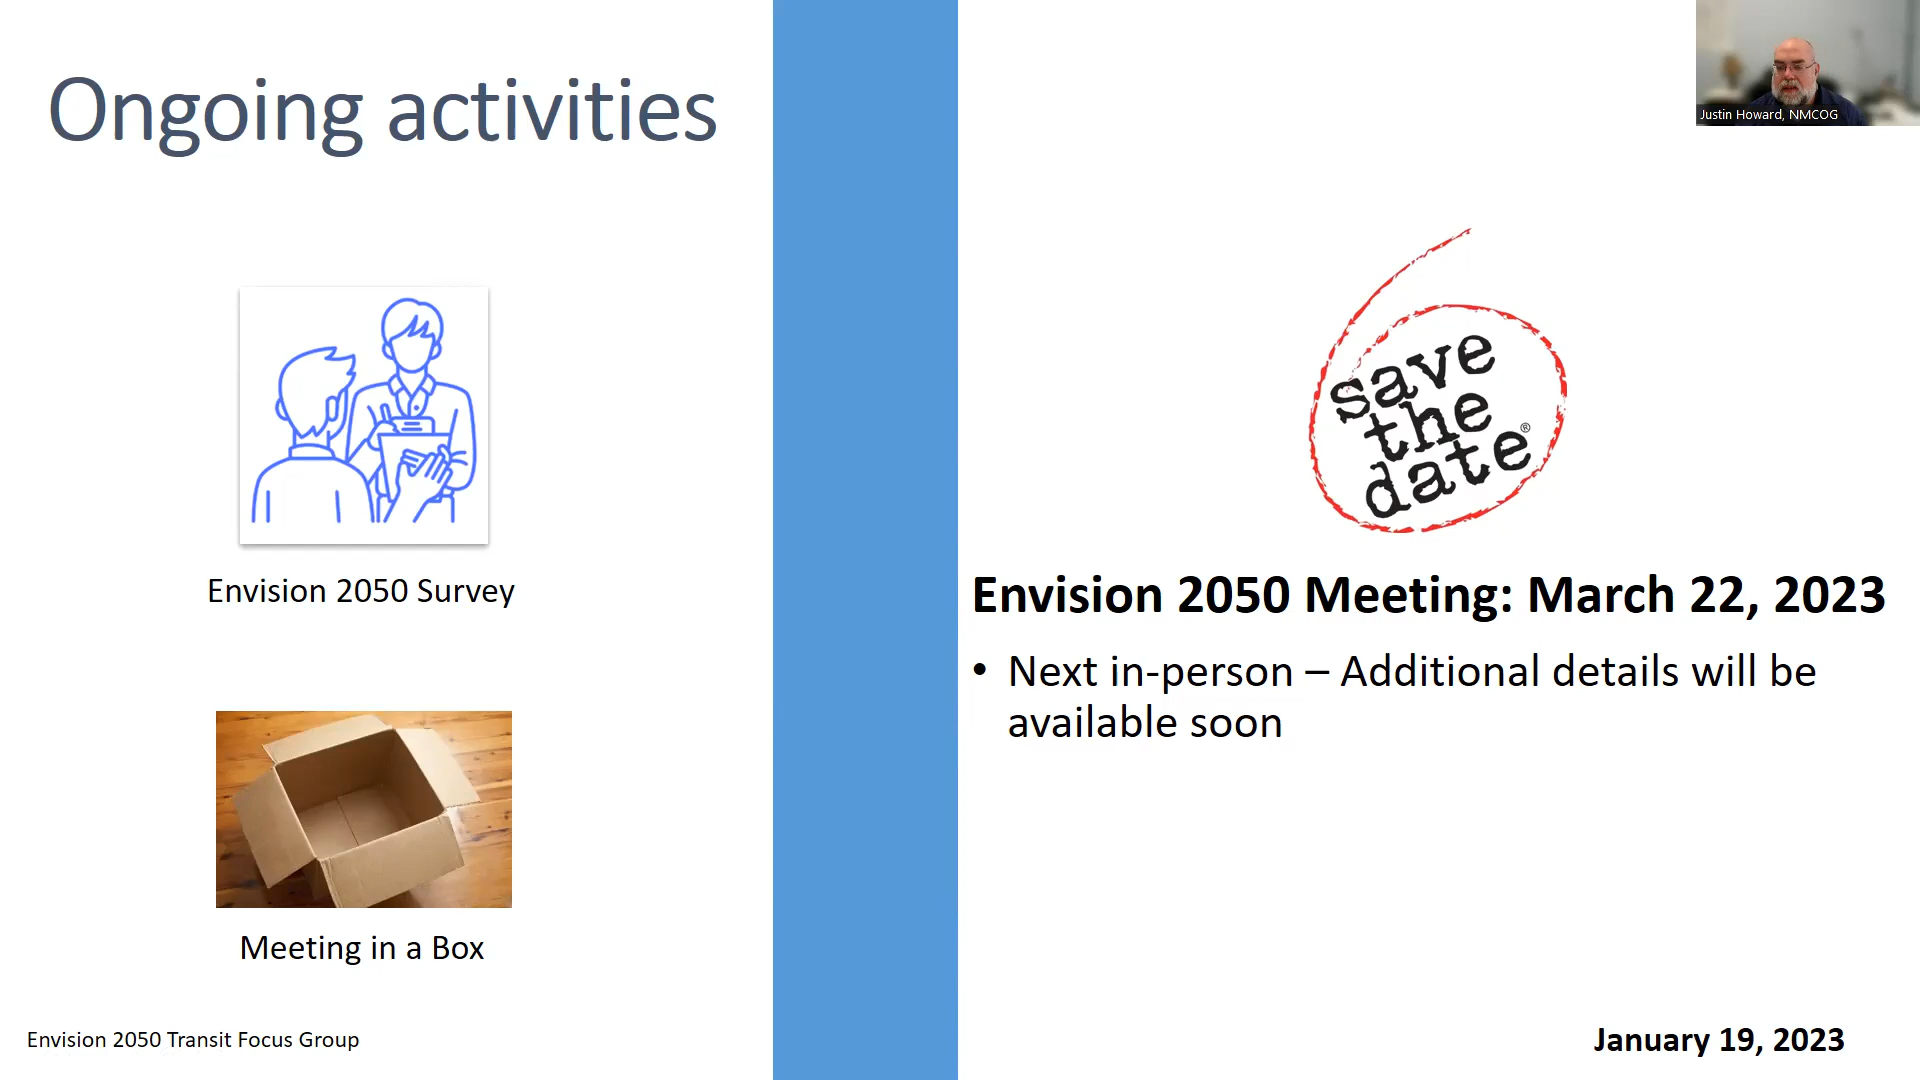 Ongoing activities
Envision 2050 Survey
Meeting in a Box
Envision 2050 Transit Focus Group
Justin Howard, NMCOG
save
the
date®
Envision 2050 Meeting: March 22, 2023
• Next in-person – Additional details will be
available soon
January 19, 2023